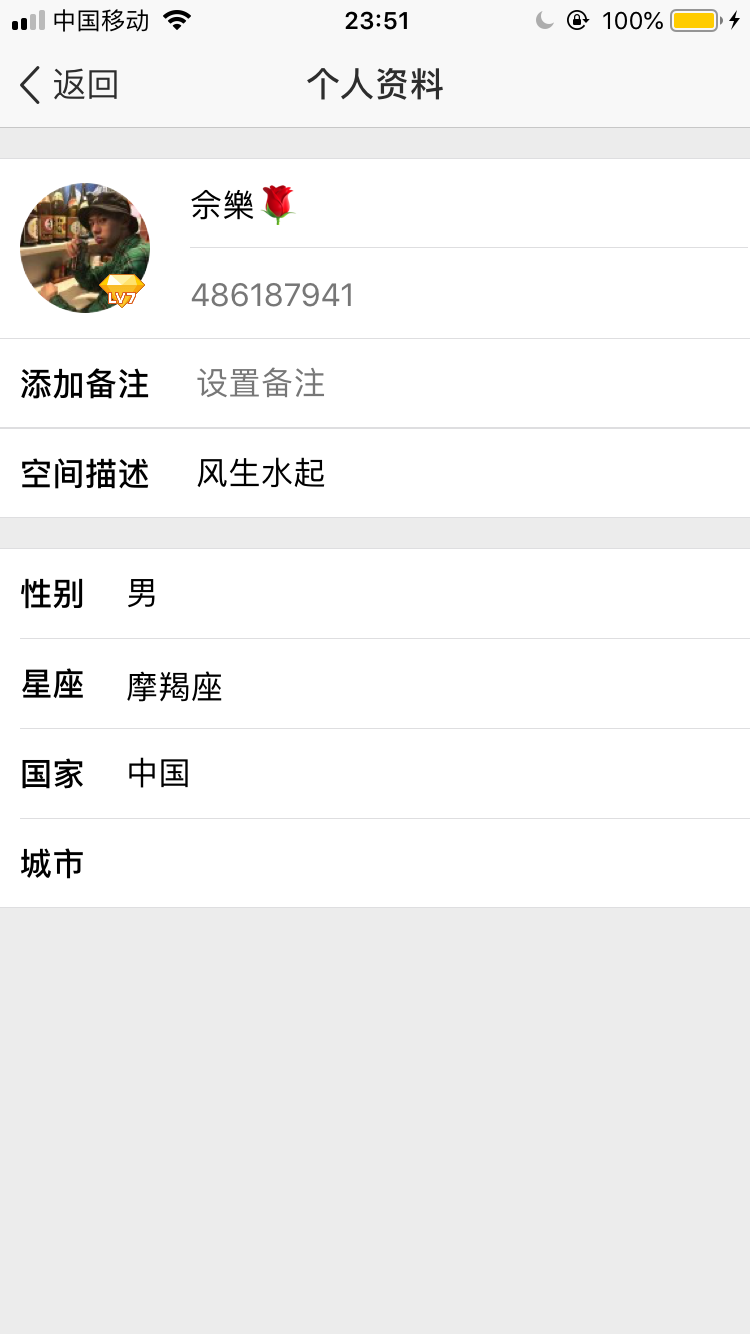 中国移动 23:51 100%
返回 个人资料
佘樂🌹
LV7
486187941
添加备注 设置备注
空间描述 风生水起
性别 男
星座 摩羯座
国家 中国
城市